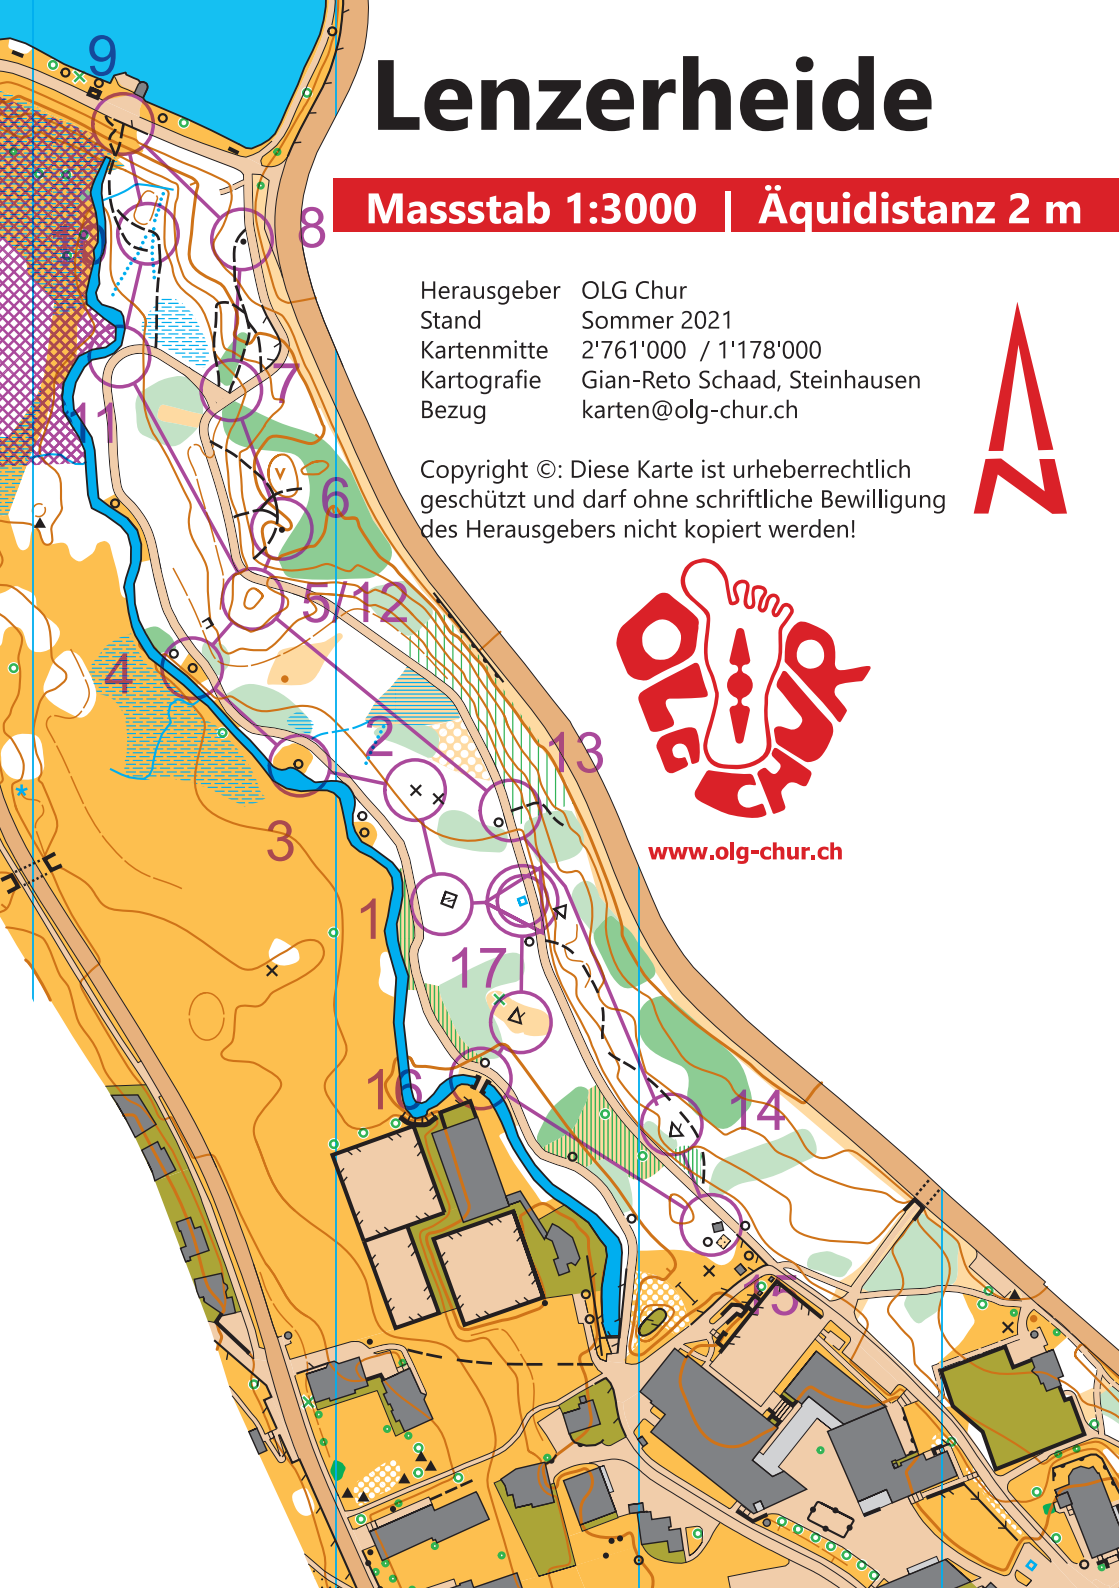 Lenzerheide
Massstab 1:3000 | Äquidistanz 2 m
Herausgeber OLG Chur
Stand Sommer 2021
Kartenmitte 2'761'000 / 1'178'000
Kartografie Gian-Reto Schaad, Steinhausen
Bezug karten@olg-chur.ch
Copyright ©: Diese Karte ist urheberrechtlich
geschützt und darf ohne schriftliche Bewilligung
des Herausgebers nicht kopiert werden!
N
OLG CHUR
www.olg-chur.ch
9
8
7
11
6
5/12
4
2
13
3
1
17
16
14
15